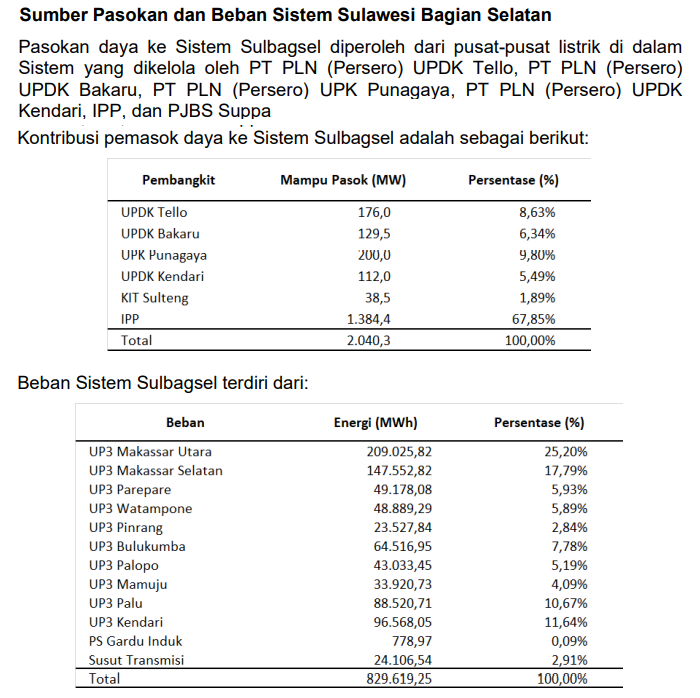 Sumber Pasokan dan Beban Sistem Sulawesi Bagian Selatan
Pasokan daya ke Sistem Sulbagsel diperoleh dari pusat-pusat listrik di dalam
Sistem yang dikelola oleh PT PLN (Persero) UPDK Tello, PT PLN (Persero)
UPDK Bakaru, PT PLN (Persero) UPK Punagaya, PT PLN (Persero) UPDK
Kendari, IPP, dan PJBS Suppa
Kontribusi pemasok daya ke Sistem Sulbagsel adalah sebagai berikut:
Pembangkit Mampu Pasok (MW) Persentase (%)
UPDK Tello 176,0 8,63%
UPDK Bakaru 129,5 6,34%
UPK Punagaya 200,0 9,80%
UPDK Kendari 112,0 5,49%
KIT Sulteng 38,5 1,89%
IPP 1.384,4 67,85%
Total 2.040,3 100,00%
Beban Sistem Sulbagsel terdiri dari:
Beban Energi (MWh) Persentase (%)
UP3 Makassar Utara 209.025,82 25,20%
UP3 Makassar Selatan 147.552,82 17,79%
UP3 Parepare 49.178,08 5,93%
UP3 Watampone 48.889,29 5,89%
UP3 Pinrang 23.527,84 2,84%
UP3 Bulukumba 64.516,95 7,78%
UP3 Palopo 43.033,45 5,19%
UP3 Mamuju 33.920,73 4,09%
UP3 Palu 88.520,71 10,67%
UP3 Kendari 96.568,05 11,64%
PS Gardu Induk 778,97 0,09%
Susut Transmisi 24.106,54 2,91%
Total 829.619,25 100,00%